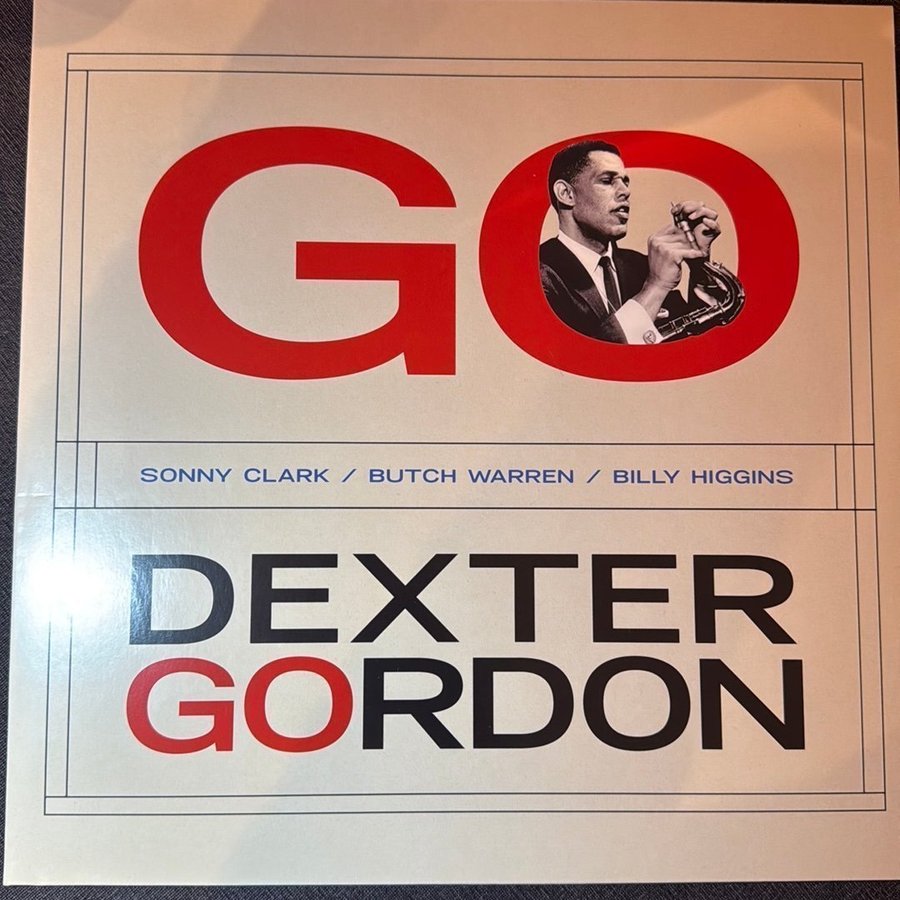 GO
SONNY CLARK / BUTCH WARREN / BILLY HIGGINS
DEXTER
GORDON